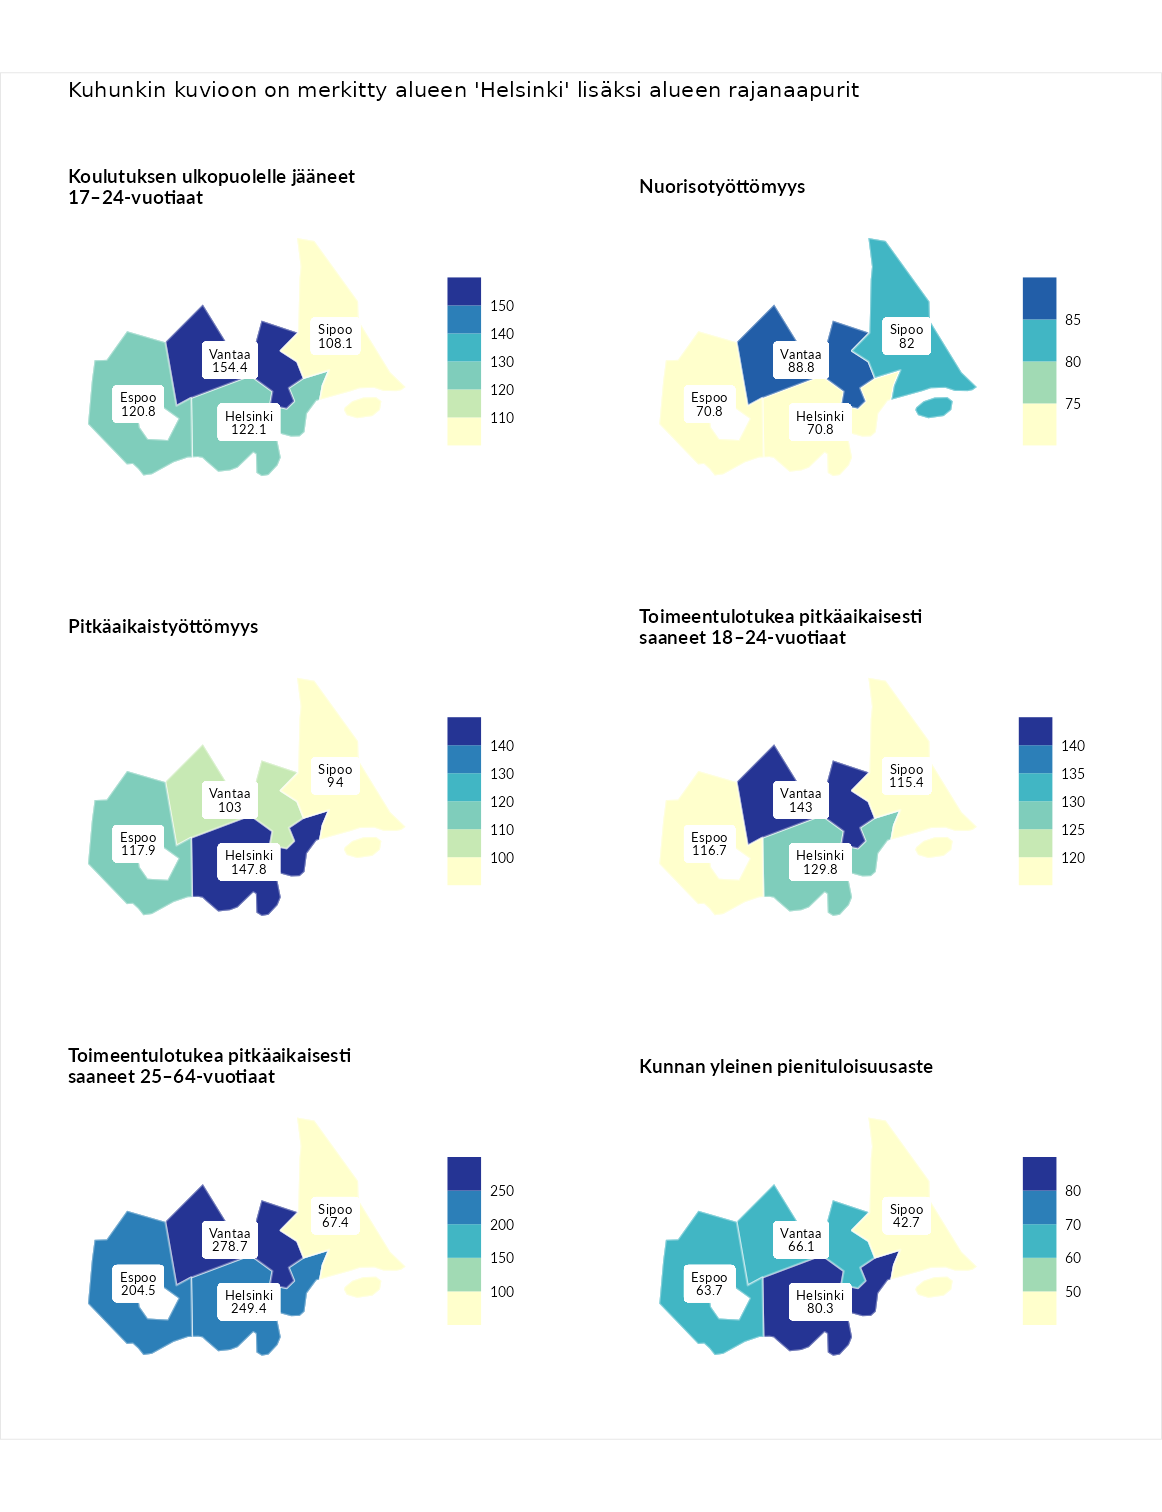 Kuhunkin kuvioon on merkitty alueen 'Helsinki' lisäksi alueen rajanaapurit
Koulutuksen ulkopuolelle jääneet
17–24-vuotiaat
Sipoo
108.1
Vantaa
154.4
Espoo
120.8
Helsinki
122.1
150
140
130
120
110
Nuorisotyöttömyys
Sipoo
82
Vantaa
88.8
Espoo
70.8
Helsinki
70.8
85
80
75
Pitkäaikaistyöttömyys
Sipoo
94
Vantaa
103
Espoo
117.9
Helsinki
147.8
140
130
120
110
100
Toimeentulotukea pitkäaikaisesti
saaneet 18–24-vuotiaat
Sipoo
115.4
Vantaa
143
Espoo
116.7
Helsinki
129.8
140
135
130
125
120
Toimeentulotukea pitkäaikaisesti
saaneet 25–64-vuotiaat
Sipoo
67.4
Vantaa
278.7
Espoo
204.5
Helsinki
249.4
250
200
150
100
Kunnan yleinen pienituloisuusaste
Sipoo
42.7
Vantaa
66.1
Espoo
63.7
Helsinki
80.3
80
70
60
50